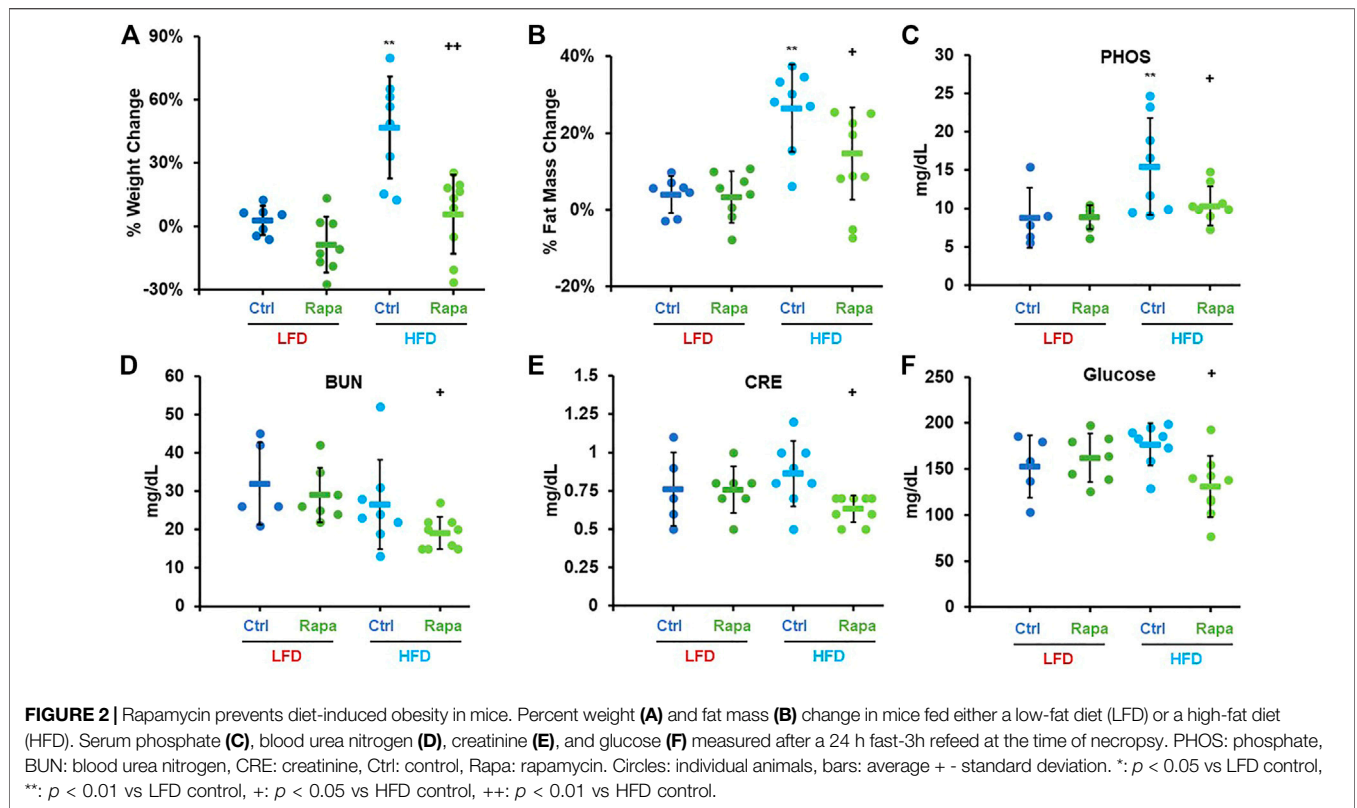 A
90%
60%
30%
0%
-30%
% Weight Change
**
++
Ctrl Rapa Ctrl Rapa
LFD HFD
B
40%
20%
0%
-20%
% Fat Mass Change
**
+
Ctrl Rapa Ctrl Rapa
LFD HFD
C
PHOS
30
25
20
15
10
5
0
mg/dL
**
+
Ctrl Rapa Ctrl Rapa
LFD HFD
D
BUN
60
50
40
30
20
10
0
mg/dL
+
Ctrl Rapa Ctrl Rapa
LFD HFD
E
CRE
1.5
1.25
1
0.75
0.5
0.25
0
mg/dL
+
Ctrl Rapa Ctrl Rapa
LFD HFD
F
Glucose
250
200
150
100
50
0
mg/dL
+
Ctrl Rapa Ctrl Rapa
LFD HFD
FIGURE 2 | Rapamycin prevents diet-induced obesity in mice. Percent weight (A) and fat mass (B) change in mice fed either a low-fat diet (LFD) or a high-fat diet
(HFD). Serum phosphate (C), blood urea nitrogen (D), creatinine (E), and glucose (F) measured after a 24 h fast-3h refeed at the time of necropsy. PHOS: phosphate,
BUN: blood urea nitrogen, CRE: creatinine, Ctrl: control, Rapa: rapamycin. Circles: individual animals, bars: average + - standard deviation. *: p < 0.05 vs LFD control,
**: p < 0.01 vs LFD control, +: p < 0.05 vs HFD control, ++: p < 0.01 vs HFD control.